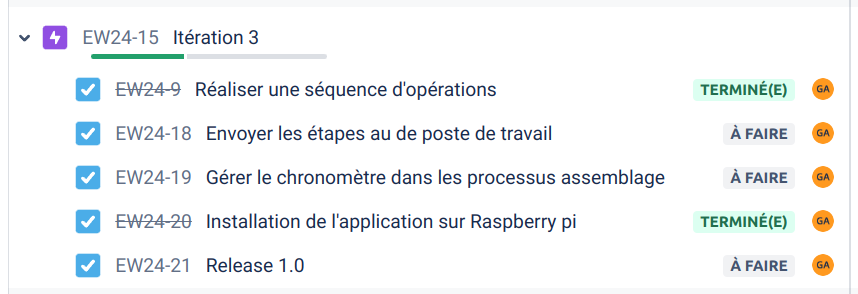 EW24-15 Itération 3
EW24-9 Réaliser une séquence d'opérations TERMINÉ(E) GA
EW24-18 Envoyer les étapes au de poste de travail À FAIRE GA
EW24-19 Gérer le chronomètre dans les processus assemblage À FAIRE GA
EW24-20 Installation de l'application sur Raspberry pi TERMINÉ(E) GA
EW24-21 Release 1.0 À FAIRE GA